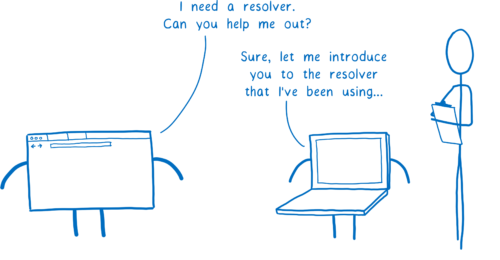 I need a resolver.
Can you help me out?
Sure, let me introduce
you to the resolver
that I've been using...